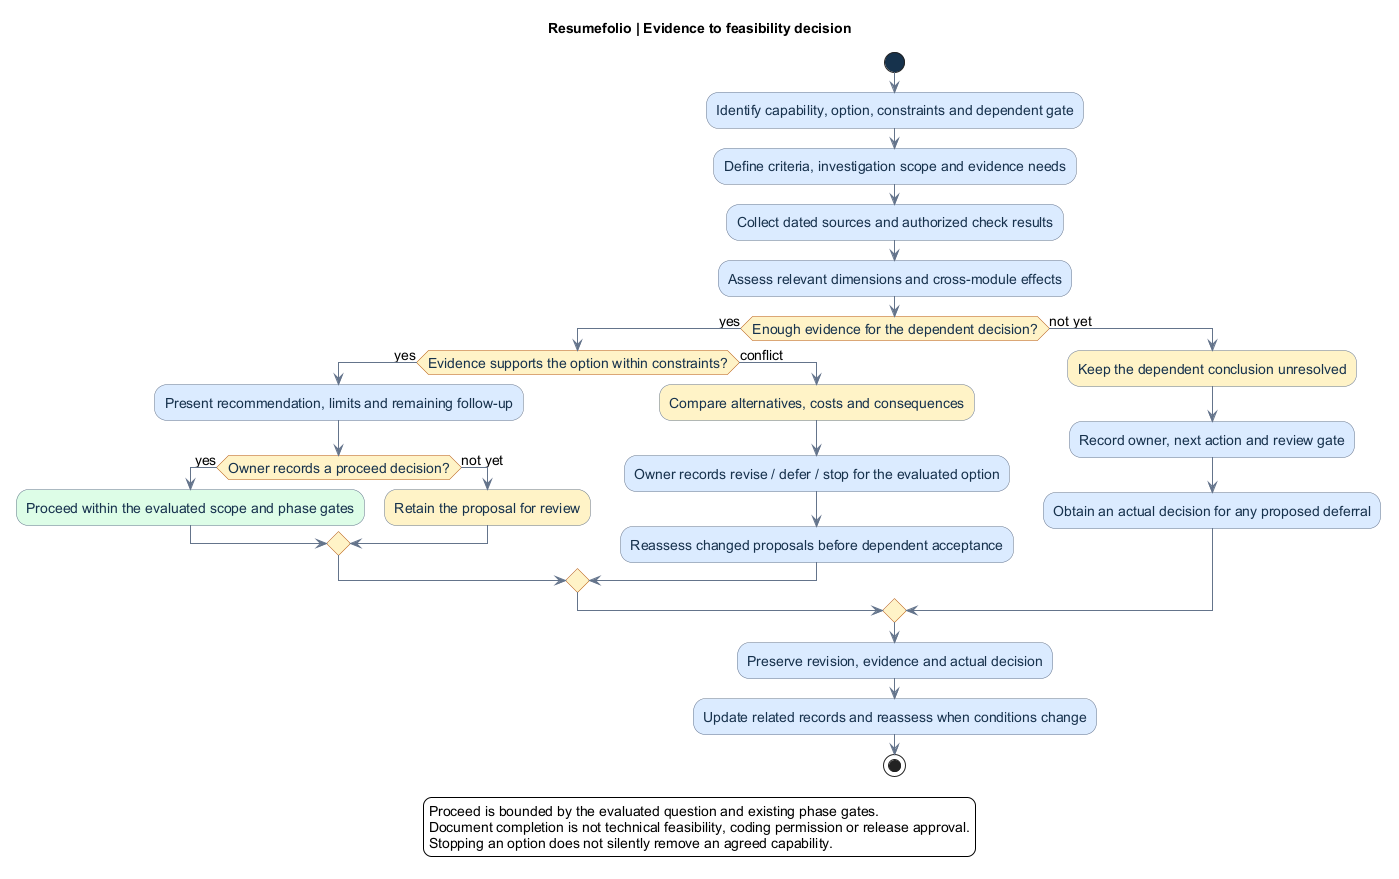 Resumefolio | Evidence to feasibility decision
Identify capability, option, constraints and dependent gate
Define criteria, investigation scope and evidence needs
Collect dated sources and authorized check results
Assess relevant dimensions and cross-module effects
yes
Enough evidence for the dependent decision?
not yet
yes
Evidence supports the option within constraints?
conflict
Keep the dependent conclusion unresolved
Present recommendation, limits and remaining follow-up
Compare alternatives, costs and consequences
Record owner, next action and review gate
yes
Owner records a proceed decision?
not yet
Owner records revise / defer / stop for the evaluated option
Proceed within the evaluated scope and phase gates
Retain the proposal for review
Obtain an actual decision for any proposed deferral
Reassess changed proposals before dependent acceptance
Preserve revision, evidence and actual decision
Update related records and reassess when conditions change
Proceed is bounded by the evaluated question and existing phase gates.
Document completion is not technical feasibility, coding permission or release approval.
Stopping an option does not silently remove an agreed capability.